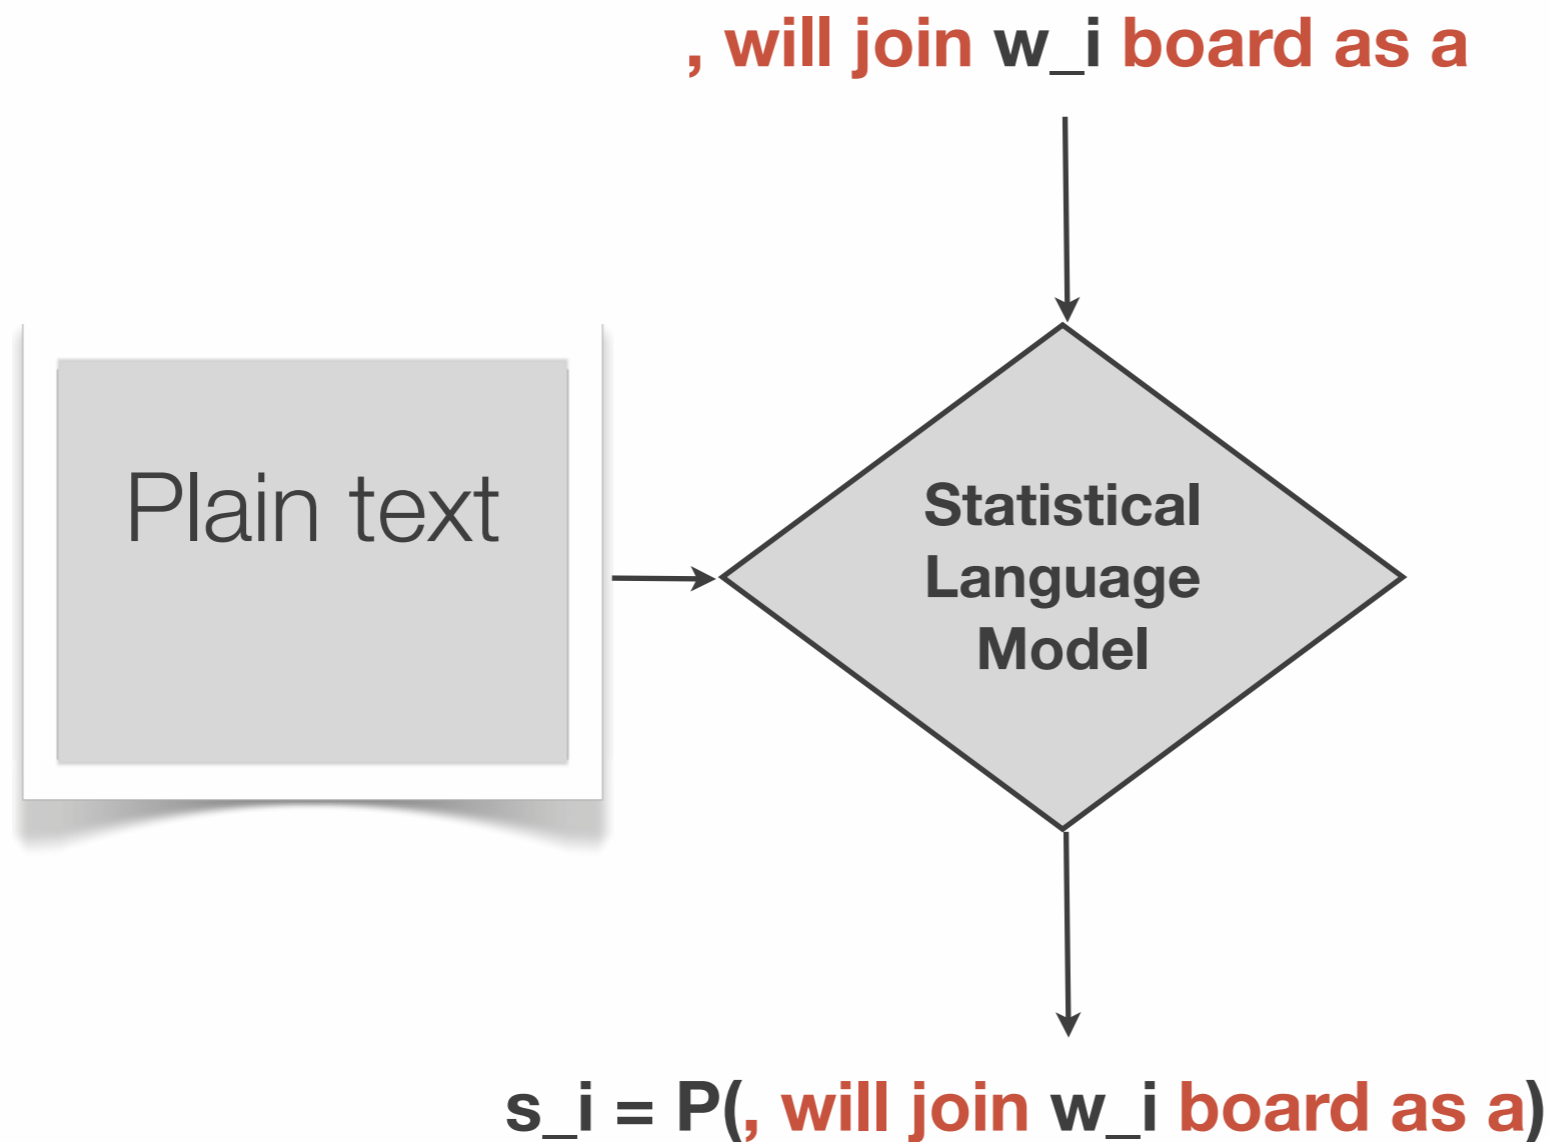 , will join w_i board as a
Plain text
Statistical
Language
Model
s_i = P(, will join w_i board as a)